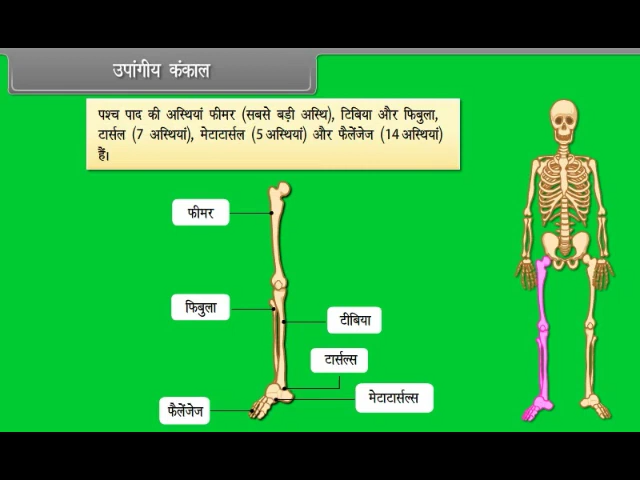 उपांगीय कंकाल
पश्च पाद की अस्थियां फीमर (सबसे बड़ी अस्थि), टिबिया और फिबुला,
टार्सल (7 अस्थियां), मेटाटार्सल (5 अस्थियां) और फैलेंजेज (14 अस्थियां)
हैं।
फीमर
फिबुला
टीबिया
टार्सल्स
मेटाटार्सल्स
फैलेंजेज